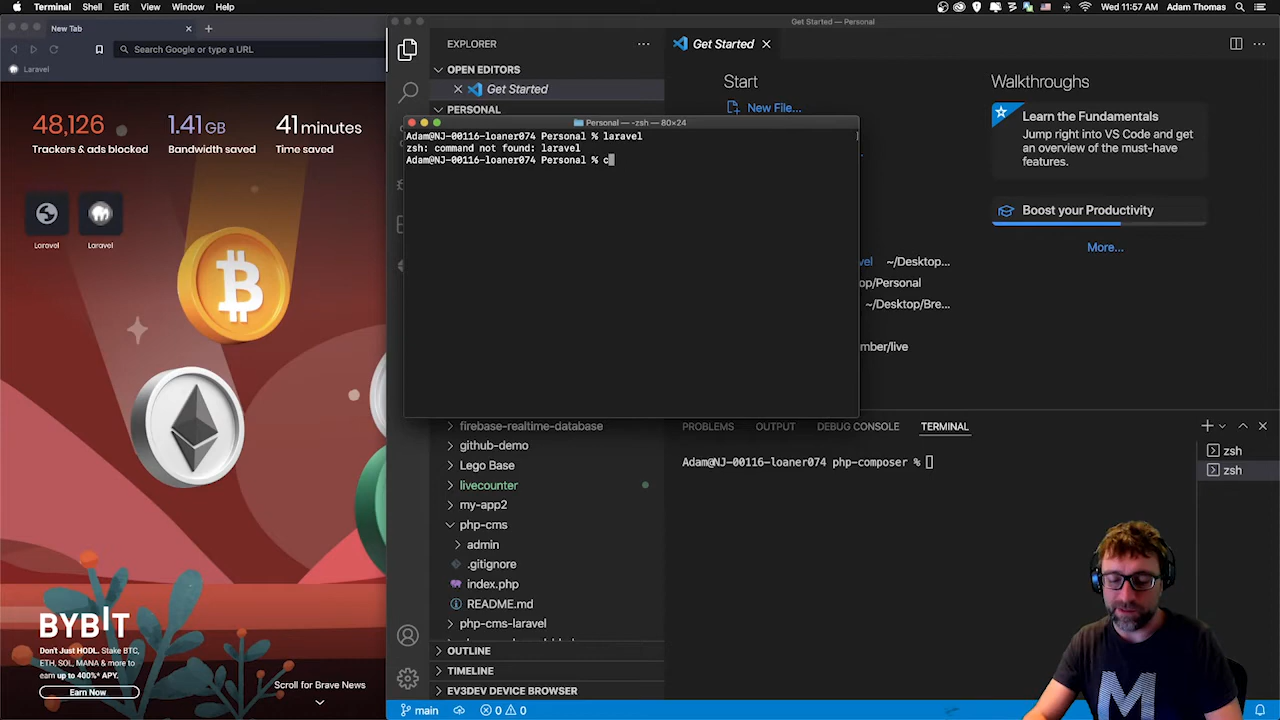 Terminal Shell Edit View Window Help
Wed 11:57 AM Adam Thomas
New Tab
Search Google or type a URL
Laravel
48,126
Trackers & ads blocked
1.41 GB
Bandwidth saved
41 minutes
Time saved
Laravel
Laravel
BYBIT
Don't Just HODL. Stake BTC,
ETH, SOL, MANA & more to
earn up to 400%* APY.
Earn Now
Scroll for Brave News
Get Started — Personal
EXPLORER
OPEN EDITORS
Get Started
PERSONAL
Get Started
Start
New File...
Walkthroughs
Learn the Fundamentals
Jump right into VS Code and get
an overview of the must-have
features.
Boost your Productivity
More...
vel ~/Desktop...
op/Personal
~/Desktop/Bre...
mber/live
Personal — -zsh — 80×24
Adam@NJ-00116-loaner074 Personal % laravel
zsh: command not found: laravel
Adam@NJ-00116-loaner074 Personal % c
firebase-realtime-database
github-demo
Lego Base
livecounter
my-app2
php-cms
admin
.gitignore
index.php
README.md
php-cms-laravel
OUTLINE
TIMELINE
EV3DEV DEVICE BROWSER
PROBLEMS OUTPUT DEBUG CONSOLE TERMINAL
Adam@NJ-00116-loaner074 php-composer %
zsh
zsh
main 0 0
M